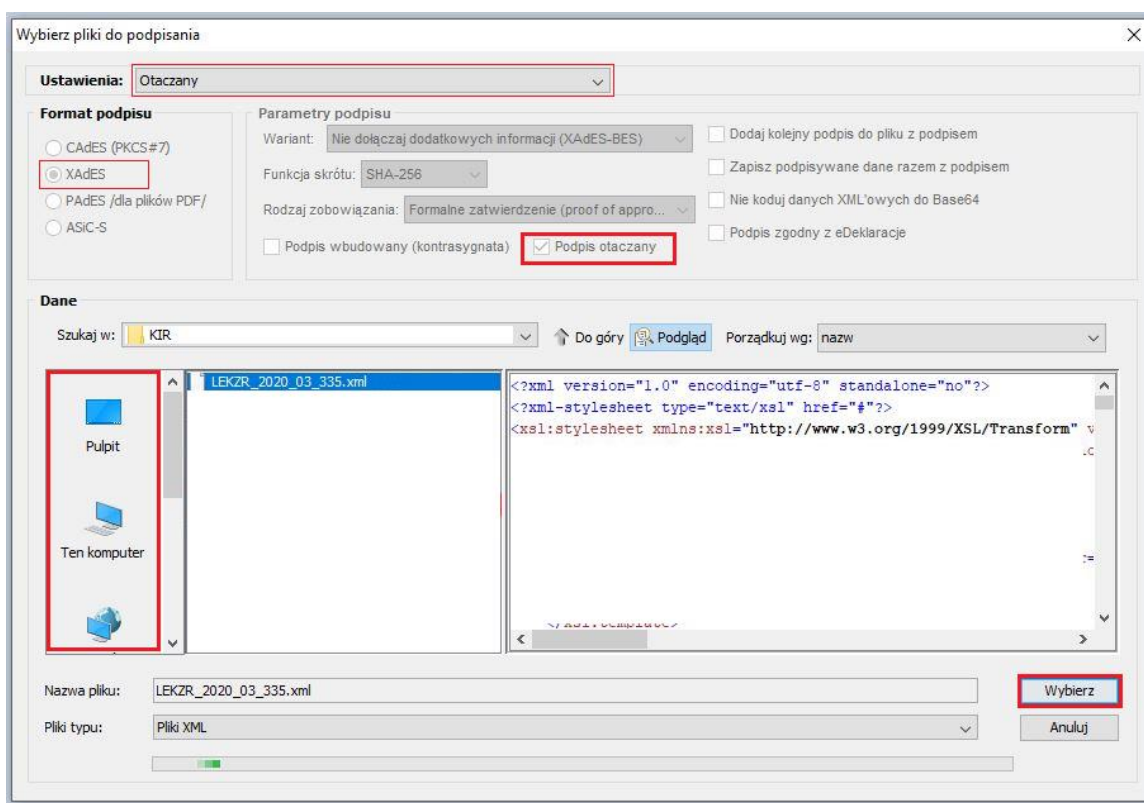 Wybierz pliki do podpisania
Ustawienia: Otaczany
Format podpisu
CAdES (PKCS#7)
XAdES
PAdES /dla plików PDF/
ASiC-S
Parametry podpisu
Wariant: Nie dołączaj dodatkowych informacji (XAdES-BES)
Funkcja skrótu: SHA-256
Rodzaj zobowiązania: Formalne zatwierdzenie (proof of appro...
Podpis wbudowany (kontrasygnata) Podpis otaczany
Dodaj kolejny podpis do pliku z podpisem
Zapisz podpisywane dane razem z podpisem
Nie koduj danych XML'owych do Base64
Podpis zgodny z eDeklaracje
Dane
Szukaj w: KIR Do góry Podgląd Porządkuj wg: nazw
Pulpit
Ten komputer
LEKZR_2020_03_335.xml
<?xml version="1.0" encoding="utf-8" standalone="no"?>
<?xml-stylesheet type="text/xsl" href="#"?>
<xsl:stylesheet xmlns:xsl="http://www.w3.org/1999/XSL/Transform" v
:=
</xsl:template>
Nazwa pliku: LEKZR_2020_03_335.xml Wybierz
Pliki typu: Pliki XML Anuluj